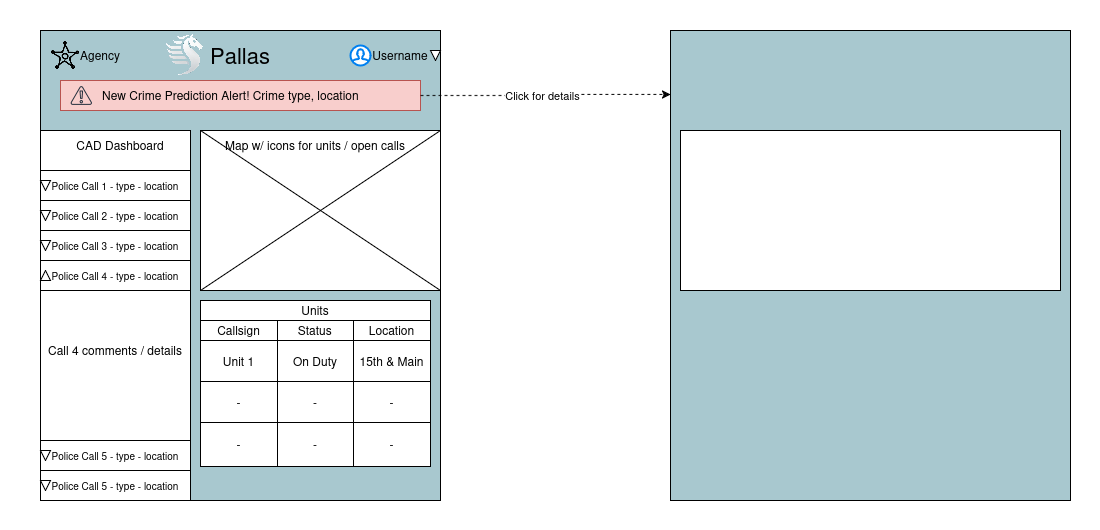 Agency
Pallas
Username
New Crime Prediction Alert! Crime type, location
Click for details
CAD Dashboard
Map w/ icons for units / open calls
Police Call 1 - type - location
Police Call 2 - type - location
Police Call 3 - type - location
Police Call 4 - type - location
Call 4 comments / details
Police Call 5 - type - location
Police Call 5 - type - location
Units
Callsign Status Location
Unit 1 On Duty 15th & Main
- - -
- - -